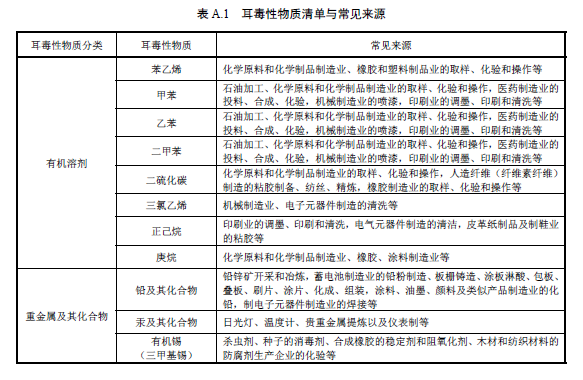 表 A.1 耳毒性物质清单与常见来源
耳毒性物质分类 耳毒性物质 常见来源
有机溶剂
苯乙烯 化学原料和化学制品制造业、橡胶和塑料制品业的取样、化验和操作等
甲苯
石油加工、化学原料和化学制品制造业的取样、化验和操作，医药制造业的
投料、合成、化验，机械制造业的喷漆，印刷业的调墨、印刷和清洗等
乙苯
石油加工、化学原料和化学制品制造业的取样、化验和操作，医药制造业的
投料、合成、化验，机械制造业的喷漆，印刷业的调墨、印刷和清洗等
二甲苯
石油加工、化学原料和化学制品制造业的取样、化验和操作，医药制造业的
投料、合成、化验，机械制造业的喷漆，印刷业的调墨、印刷和清洗等
二硫化碳
化学原料和化学制品制造业的取样、化验和操作，人造纤维（纤维素纤维）
制造的粘胶制备、纺丝、精炼，橡胶制造业的取样、化验和操作等
三氯乙烯 机械制造业、电子元器件制造的清洗等
正己烷
印刷业的调墨、印刷和清洗，电气元器件制造的清洁，皮革纸制品及制鞋业
的粘胶等
庚烷 化学原料和化学制品制造业、橡胶、涂料制造业等
重金属及其化合物
铅及其化合物
铅锌矿开采和冶炼，蓄电池制造业的铅粉制造、板栅铸造、涂板淋酸、包板、
叠板、刷片、涂片、化成、组装，涂料、油墨、颜料及类似产品制造业的化
铅，制电子元器件制造业的焊接等
汞及其化合物 日光灯、温度计、贵重金属提炼以及仪表制等
有机锡
（三甲基锡）
杀虫剂、种子的消毒剂、合成橡胶的稳定剂和阻氧化剂、木材和纺织材料的
防腐剂生产企业的化验等